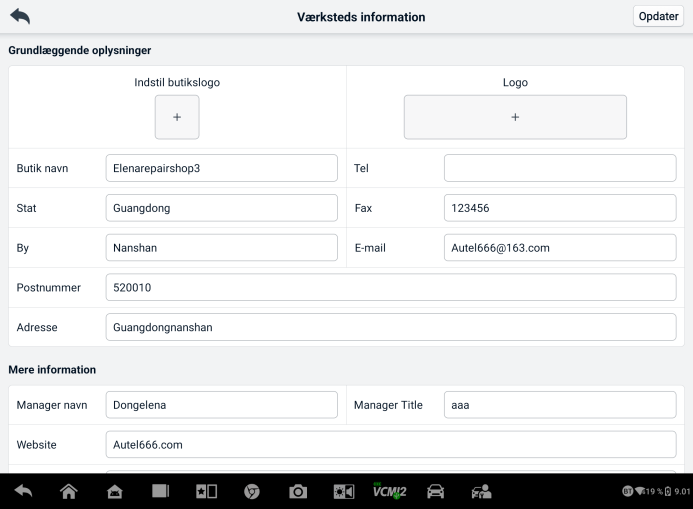 Værksteds information
Opdater
Grundlæggende oplysninger
Indstil butikslogo
Logo
+
+
Butik navn Elenarepairshop3 Tel
Stat Guangdong Fax 123456
By Nanshan E-mail Autel666@163.com
Postnummer 520010
Adresse Guangdongnanshan
Mere information
Manager navn Dongelena Manager Title aaa
Website Autel666.com
VCMI2 BT 19 % 9.01